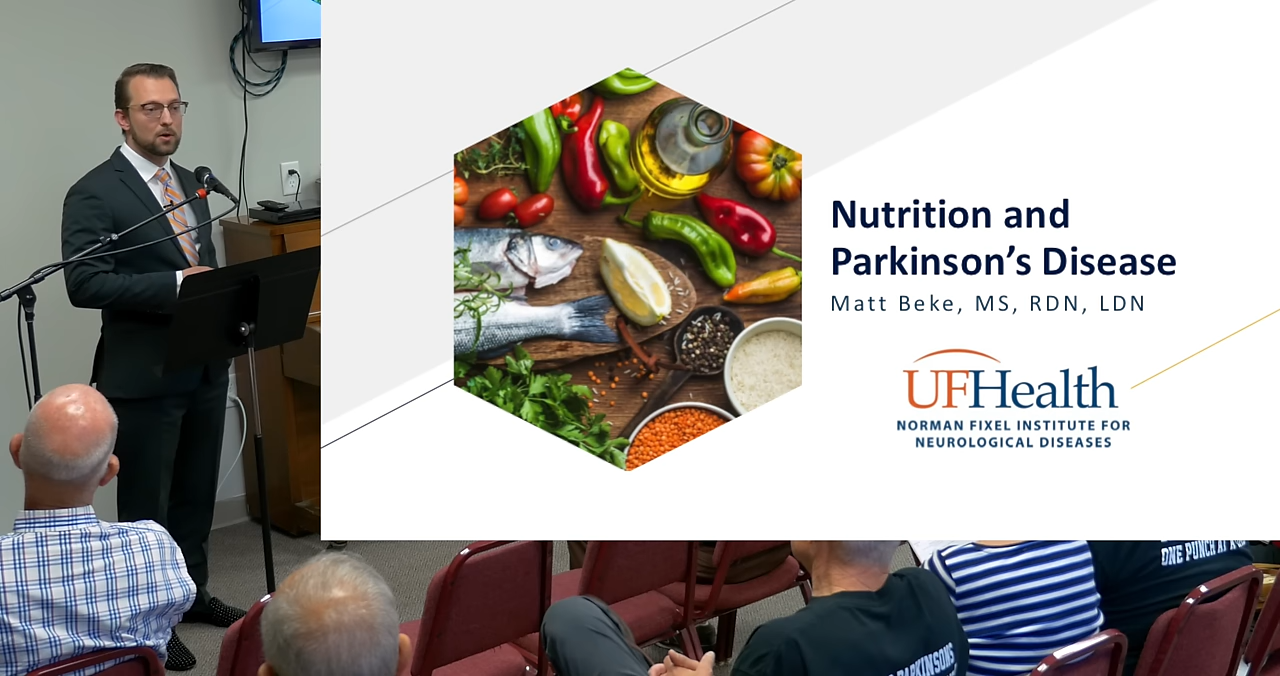 Nutrition and
Parkinson's Disease
Matt Beke, MS, RDN, LDN
UFHealth
NORMAN FIXEL INSTITUTE FOR
NEUROLOGICAL DISEASES
ONE PUNCH AT
PARKINSONS